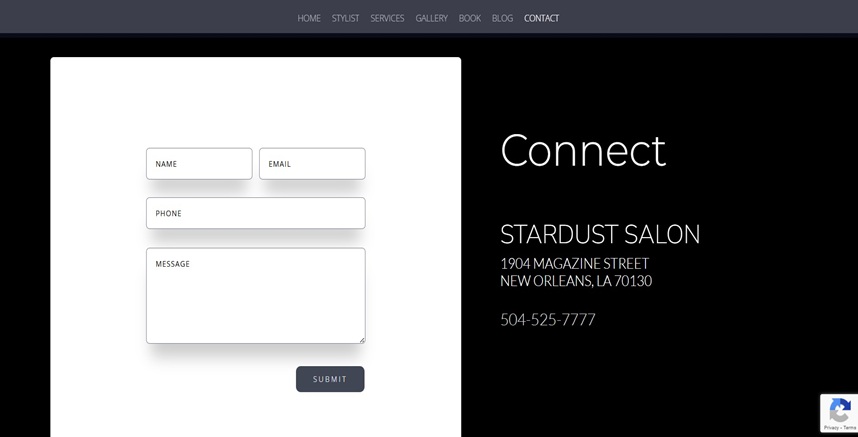 HOME STYLIST SERVICES GALLERY BOOK BLOG CONTACT
NAME
EMAIL
PHONE
MESSAGE
SUBMIT
Connect
STARDUST SALON
1904 MAGAZINE STREET
NEW ORLEANS, LA 70130
504-525-7777
Privacy - Terms